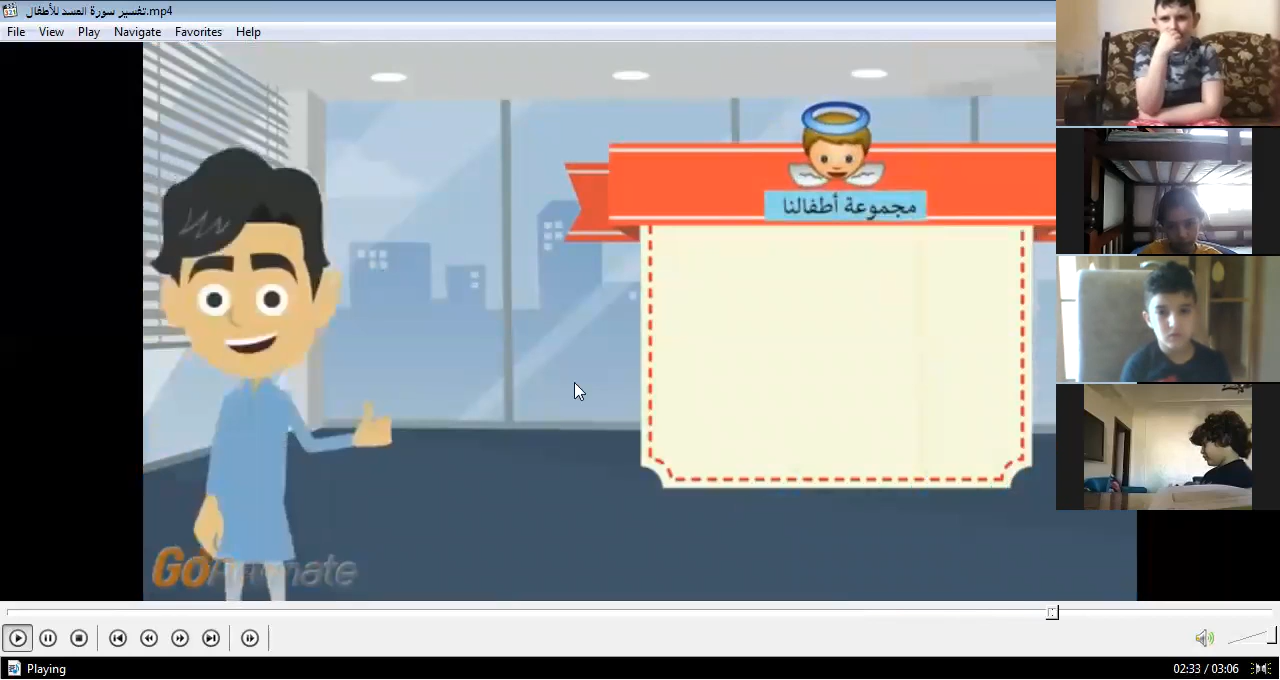 تفسير سورة المسد للأطفال.mp4
File View Play Navigate Favorites Help
مجموعة أطفالنا
GoAnimate
Playing
02:33 / 03:06